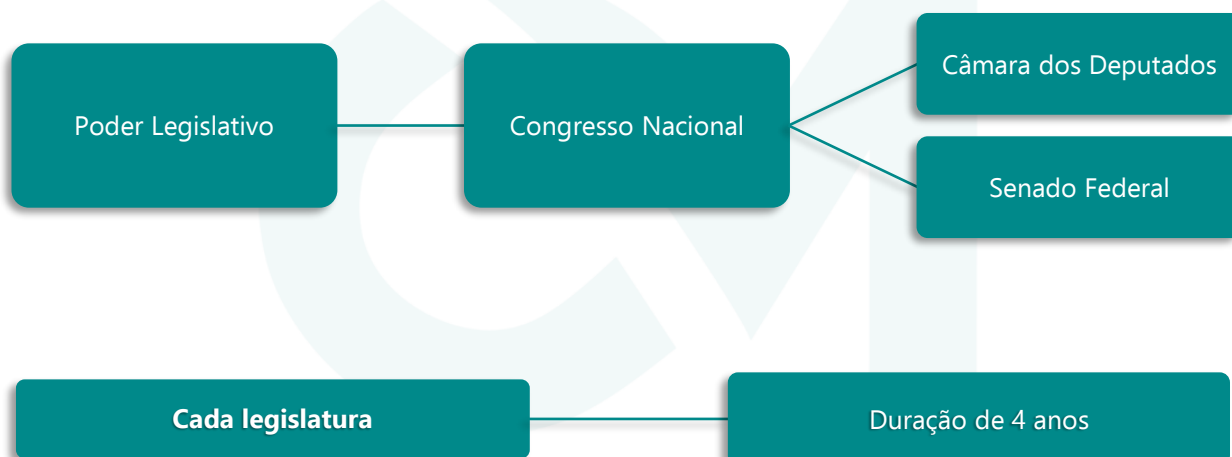 Poder Legislativo
Congresso Nacional
Câmara dos Deputados
Senado Federal
Cada legislatura
Duração de 4 anos